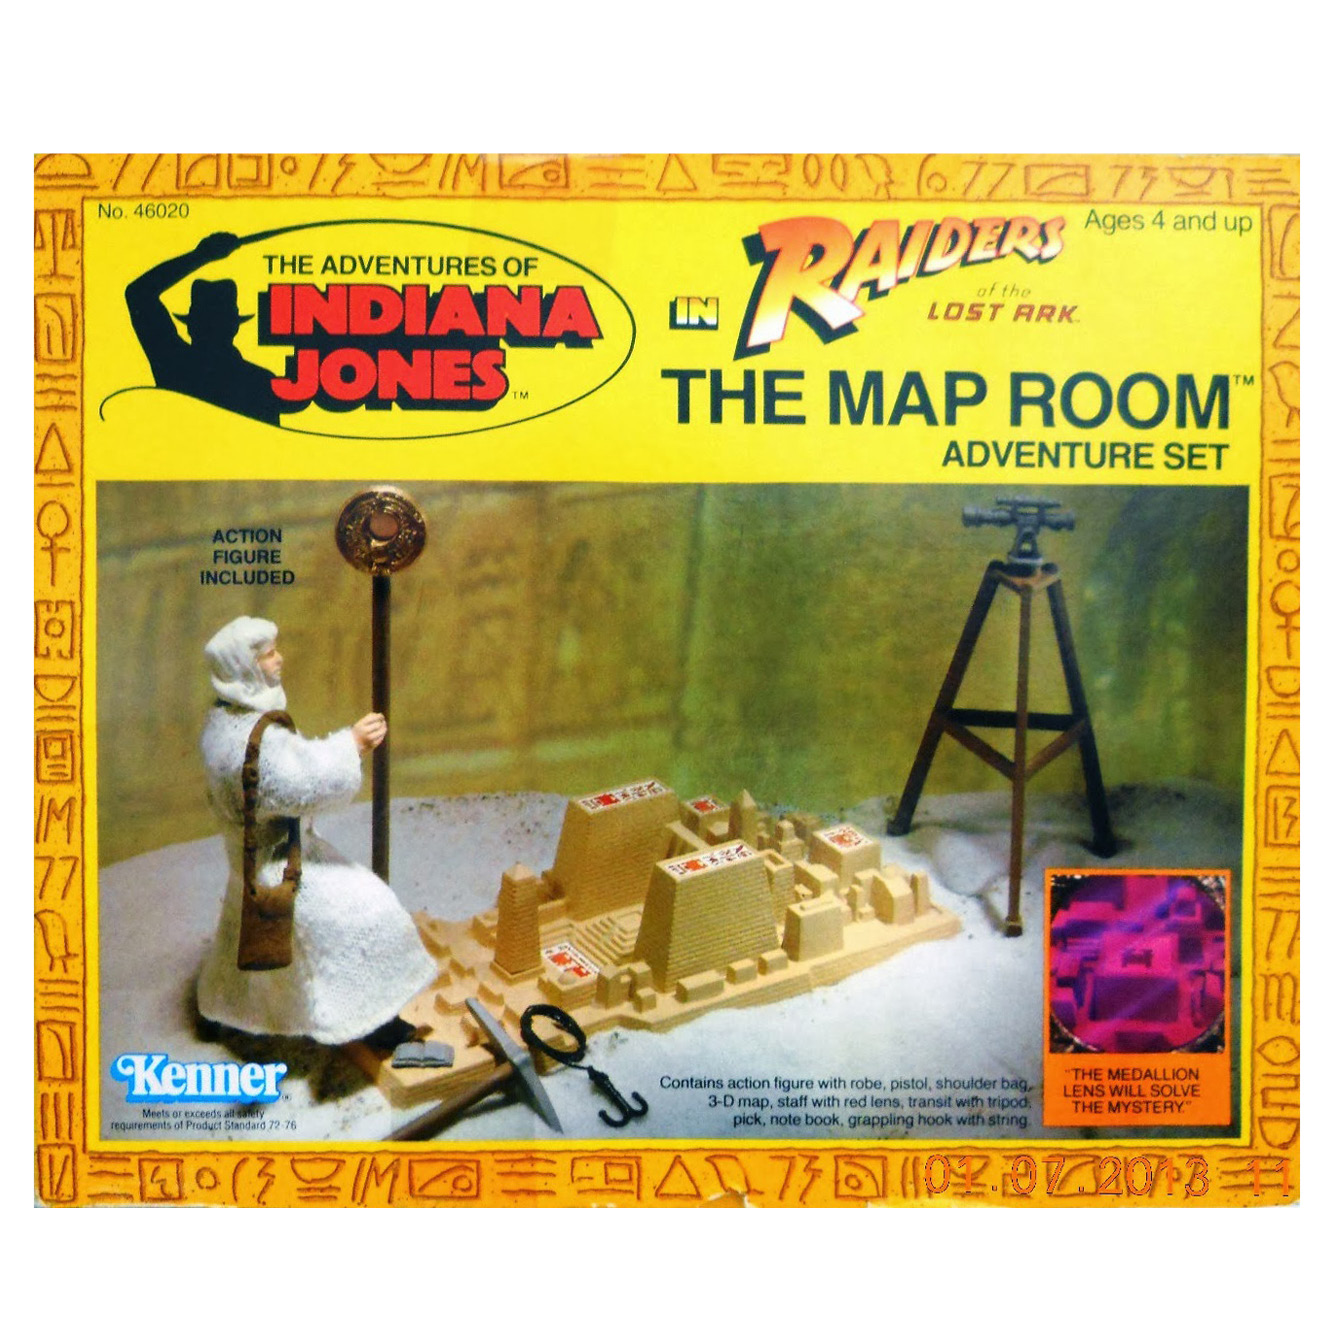 No. 46020
THE ADVENTURES OF
INDIANA
JONES™
IN RAIDERS
of the
LOST ARK™
Ages 4 and up
THE MAP ROOM™
ADVENTURE SET
ACTION
FIGURE
INCLUDED
Kenner
Meets or exceeds all safety
requirements of Product Standard 72-76
Contains action figure with robe, pistol, shoulder bag,
3-D map, staff with red lens, transit with tripod,
pick, note book, grappling hook with string.
"THE MEDALLION
LENS WILL SOLVE
THE MYSTERY."
01.07.2013 11